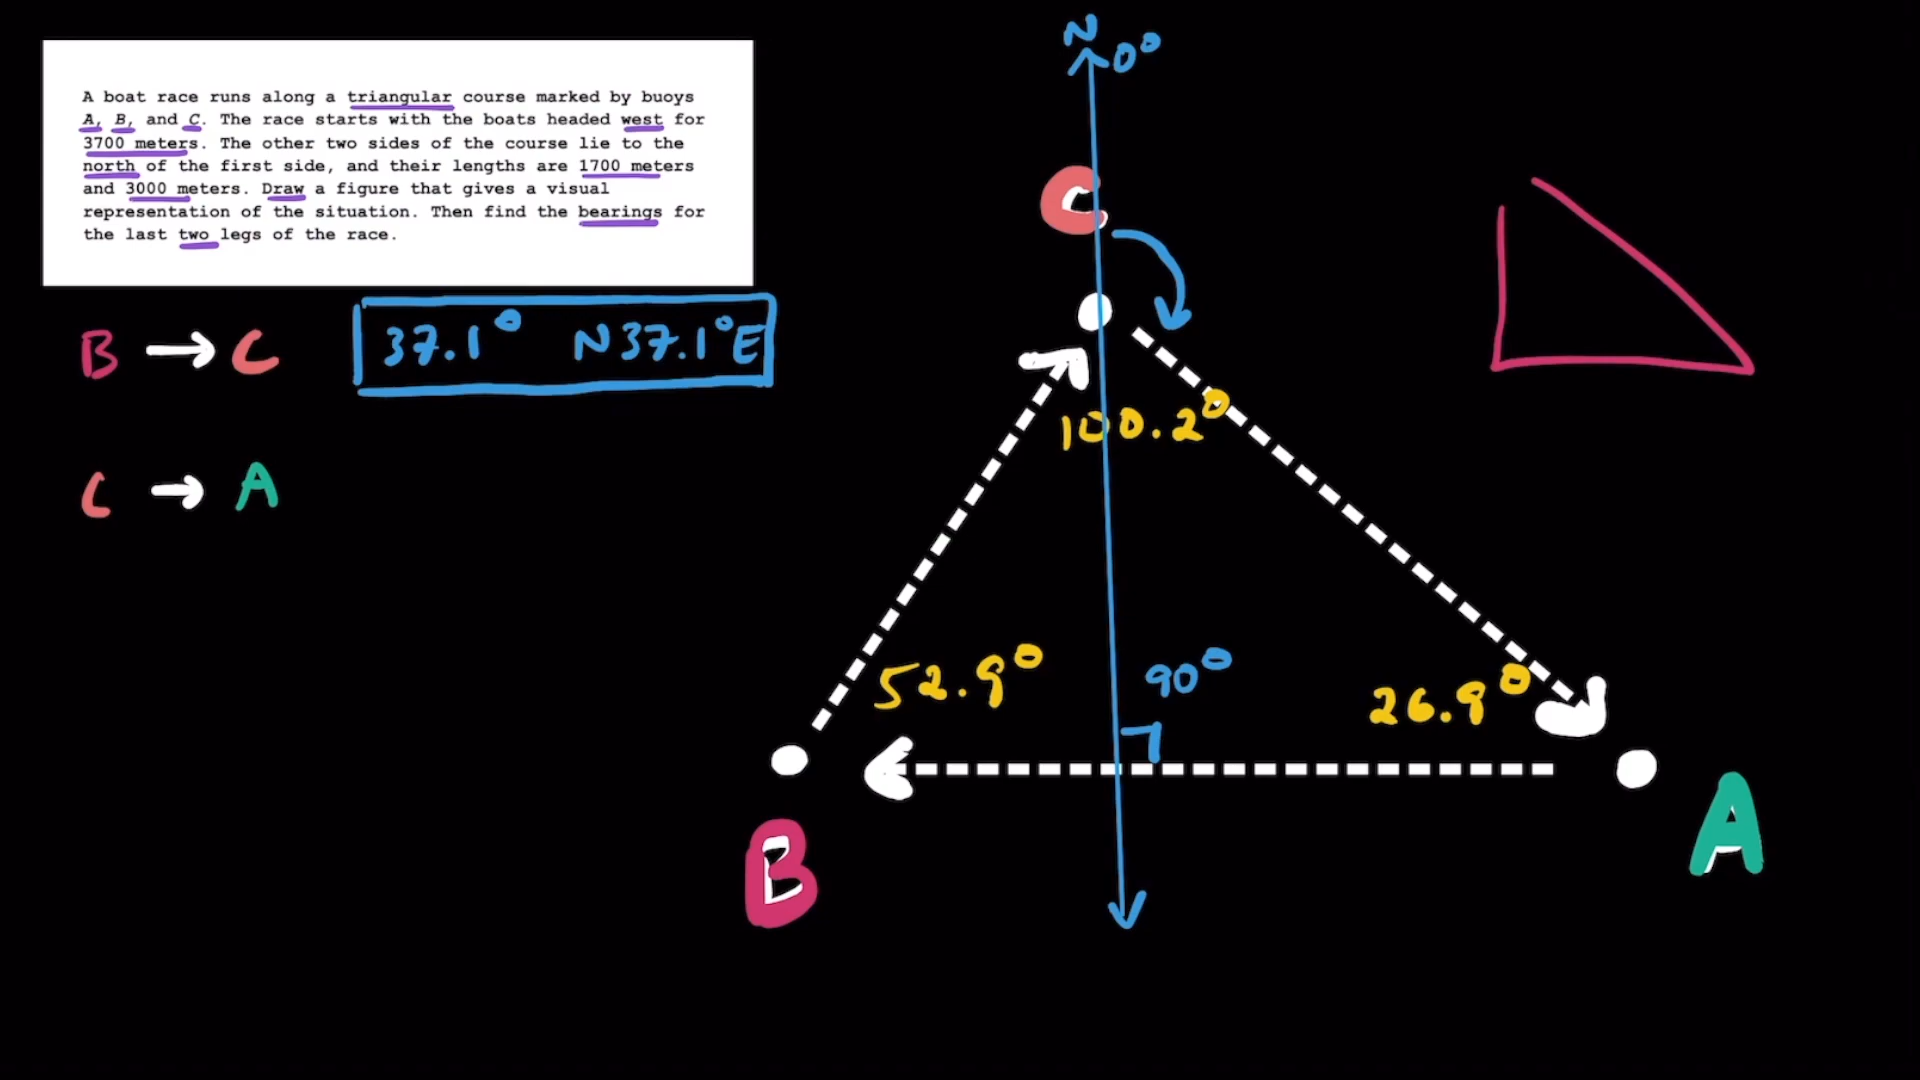 A boat race runs along a triangular course marked by buoys
A, B, and C. The race starts with the boats headed west for
3700 meters. The other two sides of the course lie to the
north of the first side, and their lengths are 1700 meters
and 3000 meters. Draw a figure that gives a visual
representation of the situation. Then find the bearings for
the last two legs of the race.
B → C 37.1° N37.1°E
C → A
N
0°
C
100.2°
52.9°
90°
26.9°
B
A